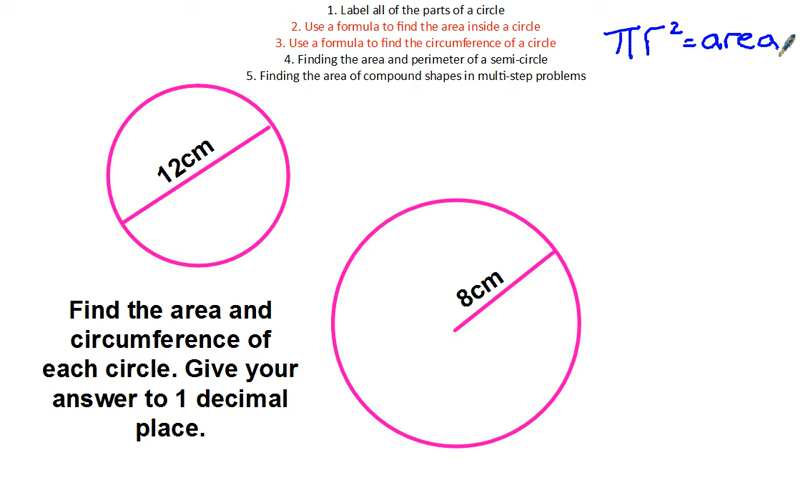 1. Label all of the parts of a circle
2. Use a formula to find the area inside a circle
3. Use a formula to find the circumference of a circle
4. Finding the area and perimeter of a semi-circle
5. Finding the area of compound shapes in multi-step problems
πr²=area
12cm
8cm
Find the area and
circumference of
each circle. Give your
answer to 1 decimal
place.